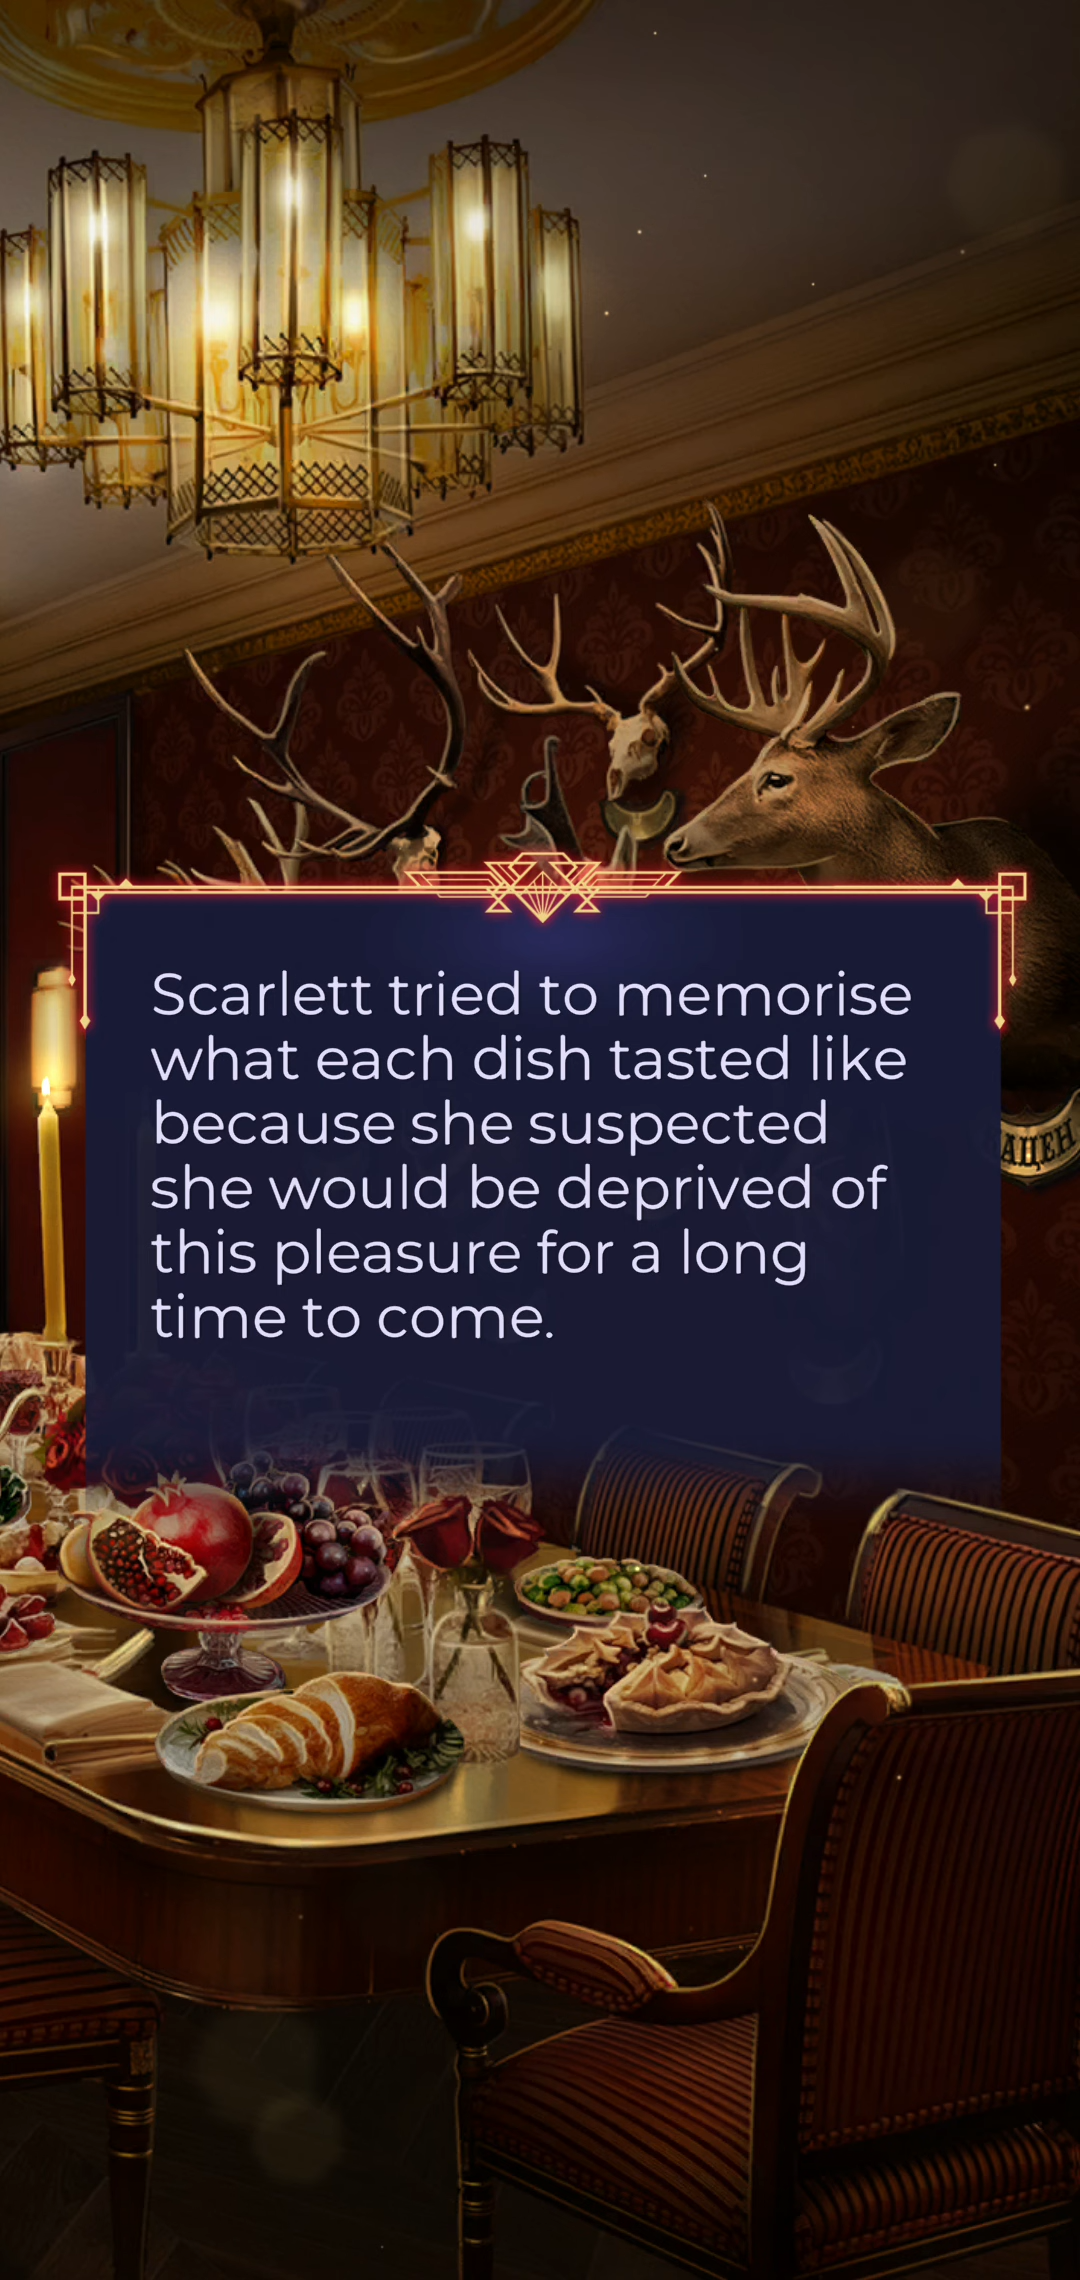 Scarlett tried to memorise
what each dish tasted like
because she suspected
she would be deprived of
this pleasure for a long
time to come.
АЦЕН